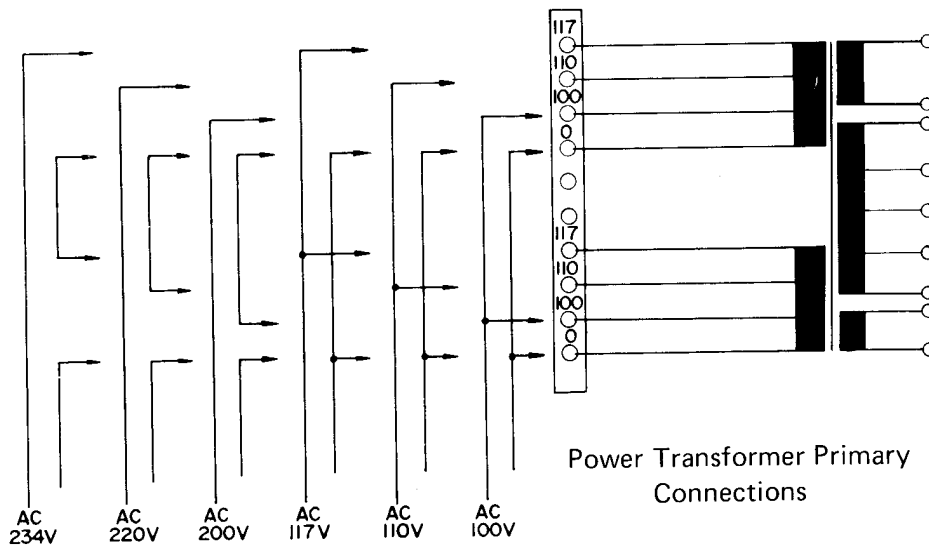 117
110
100
0
117
110
100
0
Power Transformer Primary
Connections
AC
234V
AC
220V
AC
200V
AC
117V
AC
110V
AC
100V